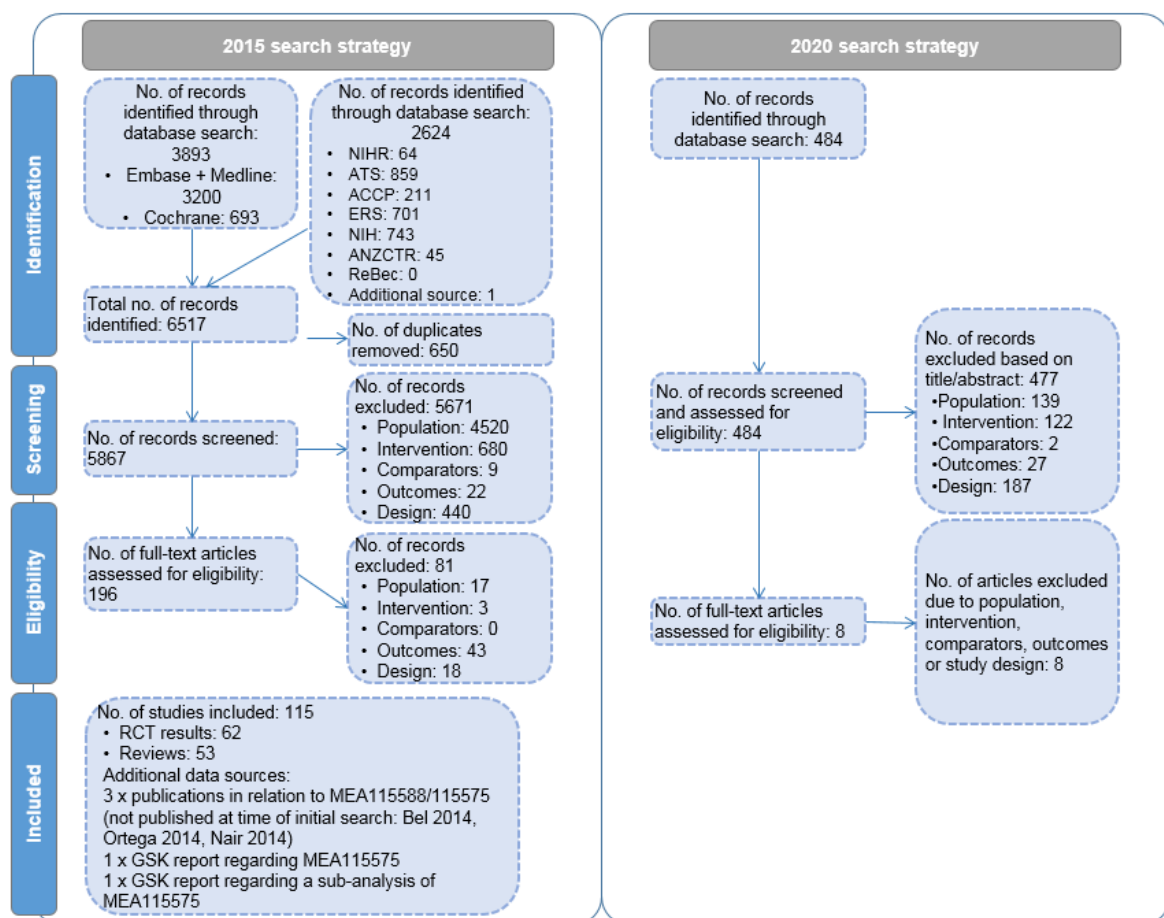 2015 search strategy
2020 search strategy
Identification
No. of records
identified through
database search:
3893
• Embase + Medline:
3200
• Cochrane: 693
No. of records identified
through database search:
2624
• NIHR: 64
• ATS: 859
• ACCP: 211
• ERS: 701
• NIH: 743
• ANZCTR: 45
• ReBec: 0
• Additional source: 1
Total no. of records
identified: 6517
No. of duplicates
removed: 650
No. of records
identified through
database search: 484
Screening
No. of records screened:
5867
No. of records
excluded: 5671
• Population: 4520
• Intervention: 680
• Comparators: 9
• Outcomes: 22
• Design: 440
No. of records screened
and assessed for
eligibility: 484
No. of records
excluded based on
title/abstract: 477
•Population: 139
• Intervention: 122
•Comparators: 2
•Outcomes: 27
•Design: 187
Eligibility
No. of full-text articles
assessed for eligibility:
196
No. of records
excluded: 81
• Population: 17
• Intervention: 3
• Comparators: 0
• Outcomes: 43
• Design: 18
No. of full-text articles
assessed for eligibility: 8
No. of articles excluded
due to population,
intervention,
comparators, outcomes
or study design: 8
Included
No. of studies included: 115
• RCT results: 62
• Reviews: 53
Additional data sources:
3 x publications in relation to MEA115588/115575
(not published at time of initial search: Bel 2014,
Ortega 2014, Nair 2014)
1 x GSK report regarding MEA115575
1 x GSK report regarding a sub-analysis of
MEA115575